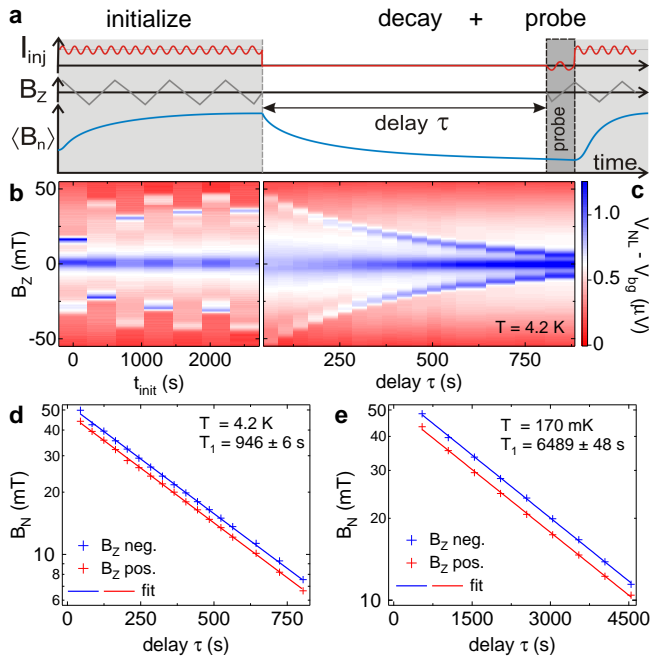 a initialize decay + probe
I_inj
B_Z
delay τ
probe
⟨B_n⟩
time
b c
50
0
-50
B_Z (mT)
T = 4.2 K
0 1000 2000
250 500 750
t_init (s) delay τ (s)
1.0
0.5
0
V_NL - V_bg (μV)
d
50
40
30
20
10
8
6
B_N (mT)
T = 4.2 K
T_1 = 946 ± 6 s
B_Z neg.
B_Z pos.
fit
0 250 500 750
delay τ (s)
e
50
40
30
20
10
B_N (mT)
T = 170 mK
T_1 = 6489 ± 48 s
B_Z neg.
B_Z pos.
fit
0 1500 3000 4500
delay τ (s)